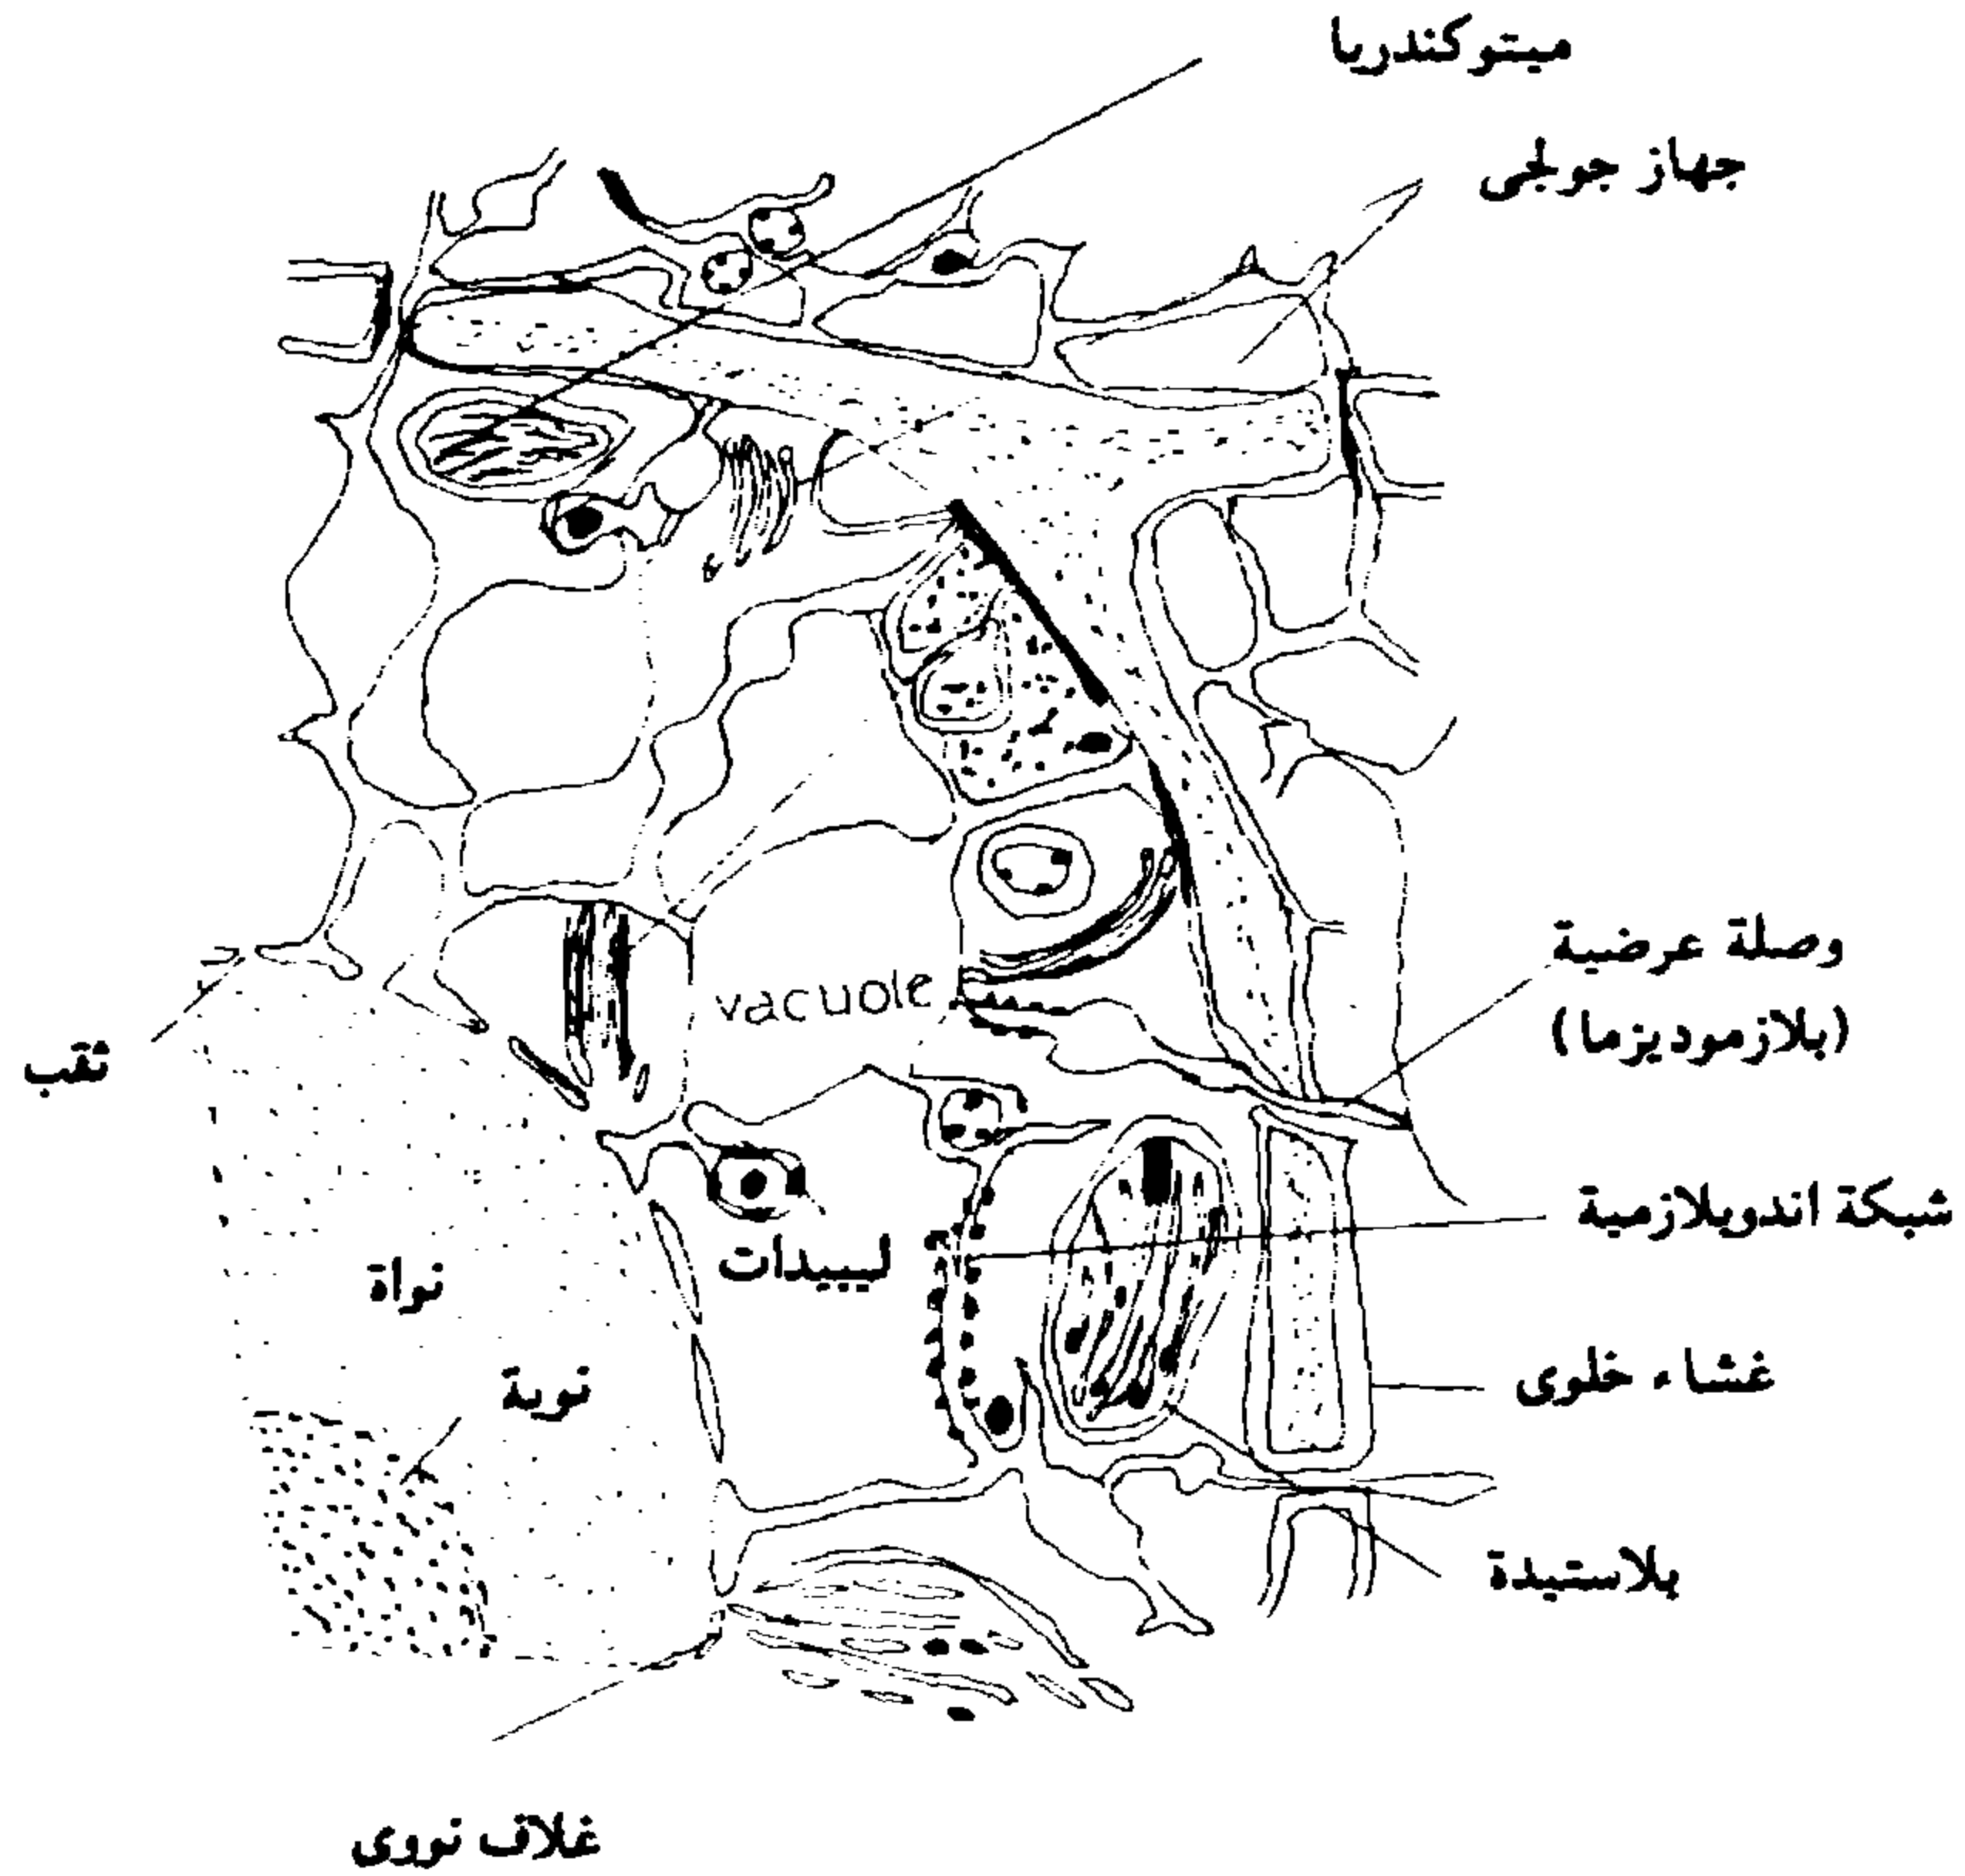 ميتوكندريا
جهاز جولجى
vacuole
وصلة عرضية
(بلازموديزما)
ثقب
شبكة اندوبلازمية
ليبيدات
نواة
غشاء خلوى
نوية
بلاستيدة
غلاف نووى